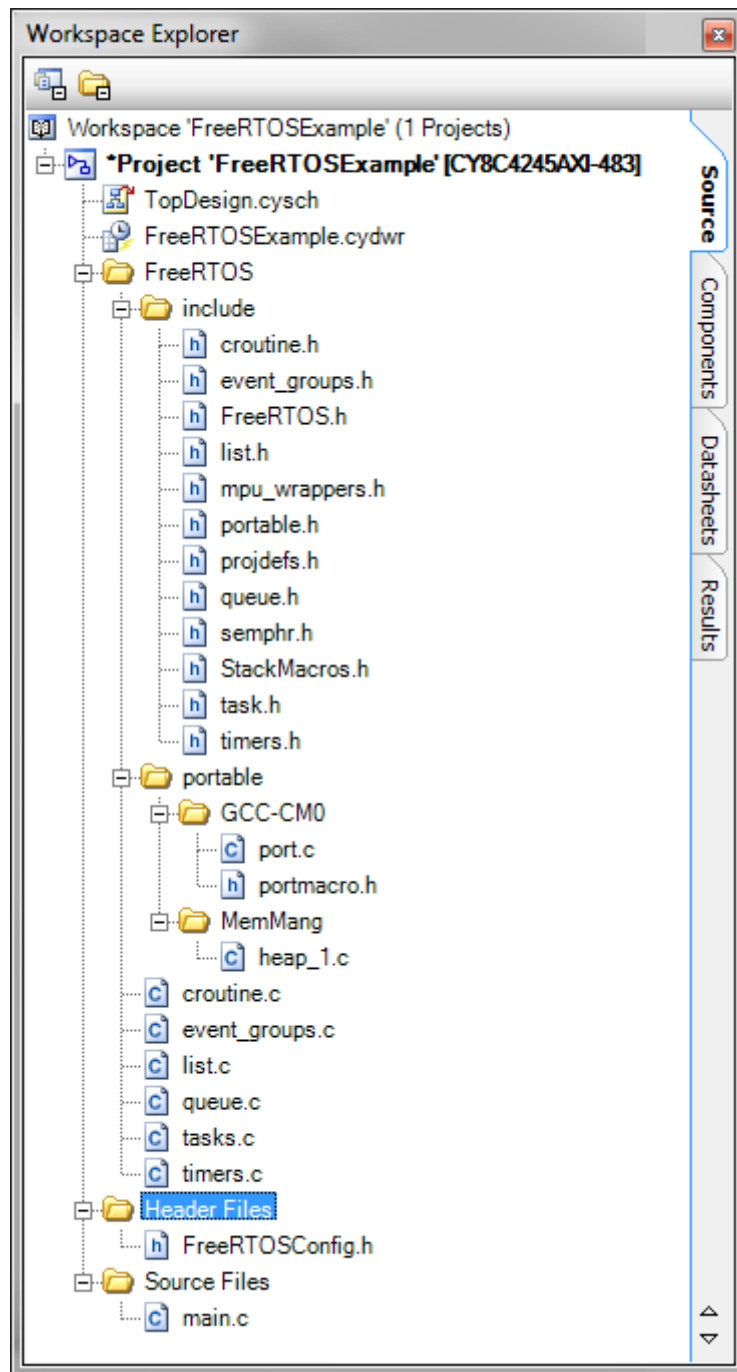 Workspace Explorer
Workspace 'FreeRTOSExample' (1 Projects)
*Project 'FreeRTOSExample' [CY8C4245AXI-483]
TopDesign.cysch
FreeRTOSExample.cydwr
FreeRTOS
include
h croutine.h
h event_groups.h
h FreeRTOS.h
h list.h
h mpu_wrappers.h
h portable.h
h projdefs.h
h queue.h
h semphr.h
h StackMacros.h
h task.h
h timers.h
portable
GCC-CM0
c port.c
h portmacro.h
MemMang
c heap_1.c
c croutine.c
c event_groups.c
c list.c
c queue.c
c tasks.c
c timers.c
Header Files
h FreeRTOSConfig.h
Source Files
c main.c
Source
Components
Datasheets
Results